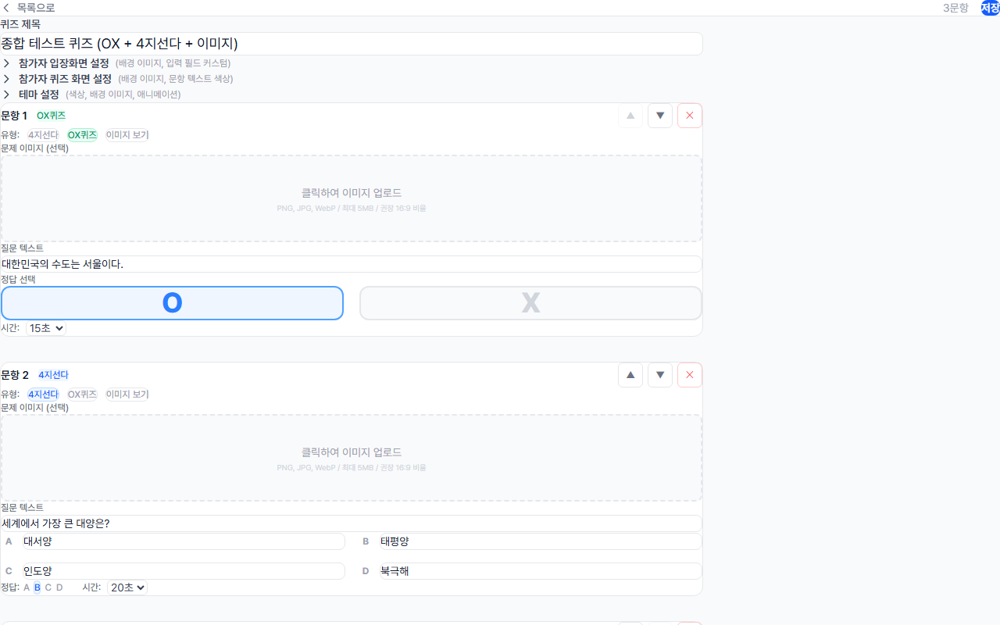 목록으로 3문항 저장
퀴즈 제목
종합 테스트 퀴즈 (OX + 4지선다 + 이미지)
참가자 입장화면 설정 (배경 이미지, 입력 필드 커스텀)
참가자 퀴즈 화면 설정 (배경 이미지, 문항 텍스트 색상)
테마 설정 (색상, 배경 이미지, 애니메이션)
문항 1 OX퀴즈
유형: 4지선다 OX퀴즈 이미지 보기
문제 이미지 (선택)
클릭하여 이미지 업로드
PNG, JPG, WebP / 최대 5MB / 권장 16:9 비율
질문 텍스트
대한민국의 수도는 서울이다.
정답 선택
O X
시간: 15초
문항 2 4지선다
유형: 4지선다 OX퀴즈 이미지 보기
문제 이미지 (선택)
클릭하여 이미지 업로드
PNG, JPG, WebP / 최대 5MB / 권장 16:9 비율
질문 텍스트
세계에서 가장 큰 대양은?
A 대서양 B 태평양
C 인도양 D 북극해
정답: A B C D 시간: 20초